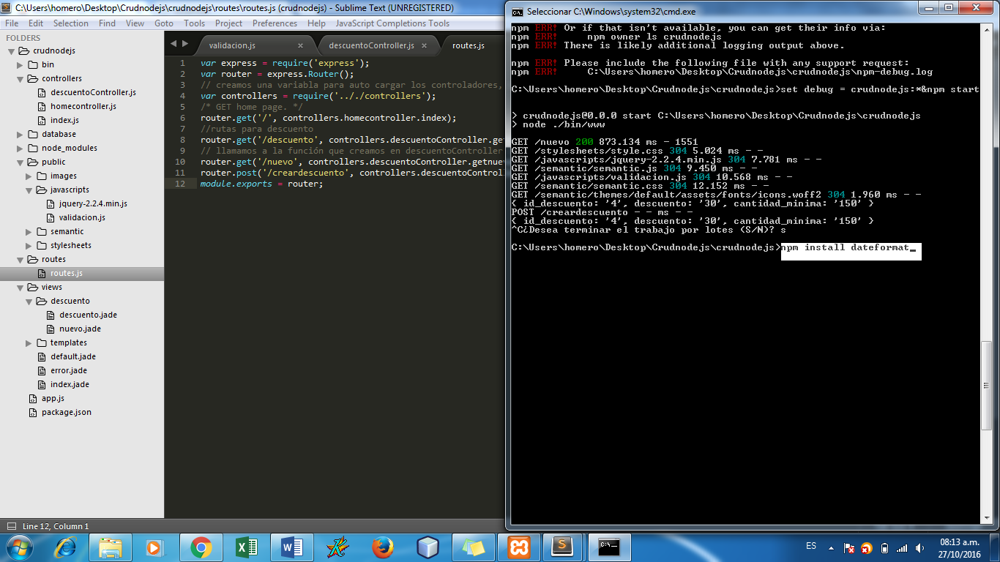 C:\Users\homero\Desktop\Crudnodejs\crudnodejs\routes\routes.js (crudnodejs) - Sublime Text (UNREGISTERED)
File Edit Selection Find View Goto Tools Project Preferences Help JavaScript Completions Tools
FOLDERS
crudnodejs
bin
controllers
descuentoController.js
homecontroller.js
index.js
database
node_modules
public
images
javascripts
jquery-2.2.4.min.js
validacion.js
semantic
stylesheets
routes
routes.js
views
descuento
descuento.jade
nuevo.jade
templates
default.jade
error.jade
index.jade
app.js
package.json
validacion.js × descuentoController.js × routes.js
1 var express = require('express');
2 var router = express.Router();
3 // creamos una variabla para auto cargar los controladores,
4 var controllers = require('.././controllers');
5 /* GET home page. */
6 router.get('/', controllers.homecontroller.index);
7 //rutas para descuento
8 router.get('/descuento', controllers.descuentoController.get
9 // llamamos a la función que creamos en descuentoController
10 router.get('/nuevo', controllers.descuentoController.getnuev
11 router.post('/creardescuento', controllers.descuentoControll
12 module.exports = router;
Line 12, Column 1
Seleccionar C:\Windows\system32\cmd.exe
npm ERR! Or if that isn't available, you can get their info via:
npm ERR!     npm owner ls crudnodejs
npm ERR! There is likely additional logging output above.
npm ERR! Please include the following file with any support request:
npm ERR!     C:\Users\homero\Desktop\Crudnodejs\crudnodejs\npm-debug.log
C:\Users\homero\Desktop\Crudnodejs\crudnodejs>set debug = crudnodejs:*&npm start
> crudnodejs@0.0.0 start C:\Users\homero\Desktop\Crudnodejs\crudnodejs
> node ./bin/www
GET /nuevo 200 873.134 ms - 1551
GET /stylesheets/style.css 304 5.024 ms - -
GET /javascripts/jquery-2.2.4.min.js 304 7.781 ms - -
GET /semantic/semantic.js 304 9.450 ms - -
GET /javascripts/validacion.js 304 10.568 ms - -
GET /semantic/semantic.css 304 12.152 ms - -
GET /semantic/themes/default/assets/fonts/icons.woff2 304 1.960 ms - -
{ id_descuento: '4', descuento: '30', cantidad_minima: '150' }
POST /creardescuento - - ms - -
{ id_descuento: '4', descuento: '30', cantidad_minima: '150' }
^C¿Desea terminar el trabajo por lotes (S/N)? s
C:\Users\homero\Desktop\Crudnodejs\crudnodejs>npm install dateformat_
ES
08:13 a.m.
27/10/2016